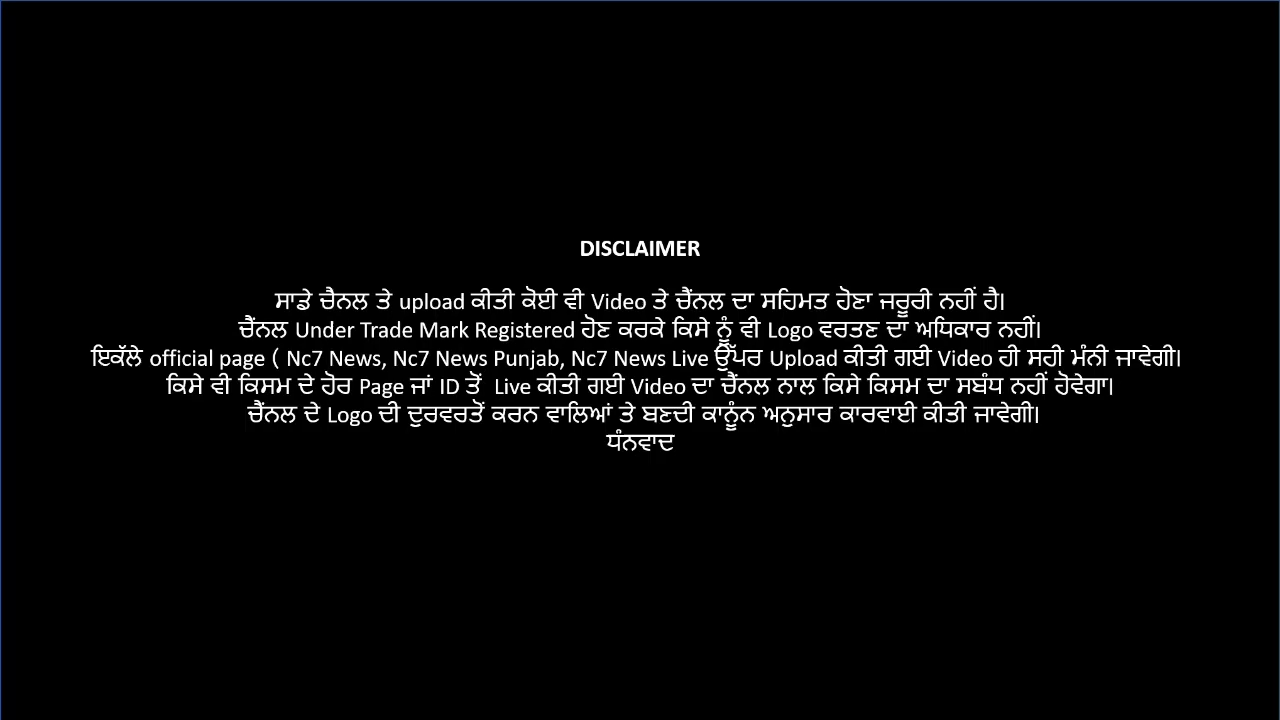 DISCLAIMER
ਸਾਡੇ ਚੈਨਲ ਤੇ upload ਕੀਤੀ ਕੋਈ ਵੀ Video ਤੇ ਚੈਂਨਲ ਦਾ ਸਹਿਮਤ ਹੋਣਾ ਜਰੂਰੀ ਨਹੀਂ ਹੈ।
ਚੈਂਨਲ Under Trade Mark Registered ਹੋਣ ਕਰਕੇ ਕਿਸੇ ਨੂੰ ਵੀ Logo ਵਰਤਣ ਦਾ ਅਧਿਕਾਰ ਨਹੀਂ।
ਇਕੱਲੇ official page ( Nc7 News, Nc7 News Punjab, Nc7 News Live ਉੱਪਰ Upload ਕੀਤੀ ਗਈ Video ਹੀ ਸਹੀ ਮੰਨੀ ਜਾਵੇਗੀ।
ਕਿਸੇ ਵੀ ਕਿਸਮ ਦੇ ਹੋਰ Page ਜਾਂ ID ਤੋਂ Live ਕੀਤੀ ਗਈ Video ਦਾ ਚੈਂਨਲ ਨਾਲ ਕਿਸੇ ਕਿਸਮ ਦਾ ਸਬੰਧ ਨਹੀਂ ਹੋਵੇਗਾ।
ਚੈਂਨਲ ਦੇ Logo ਦੀ ਦੁਰਵਰਤੋਂ ਕਰਨ ਵਾਲਿਆਂ ਤੇ ਬਣਦੀ ਕਾਨੂੰਨ ਅਨੁਸਾਰ ਕਾਰਵਾਈ ਕੀਤੀ ਜਾਵੇਗੀ।
ਧੰਨਵਾਦ